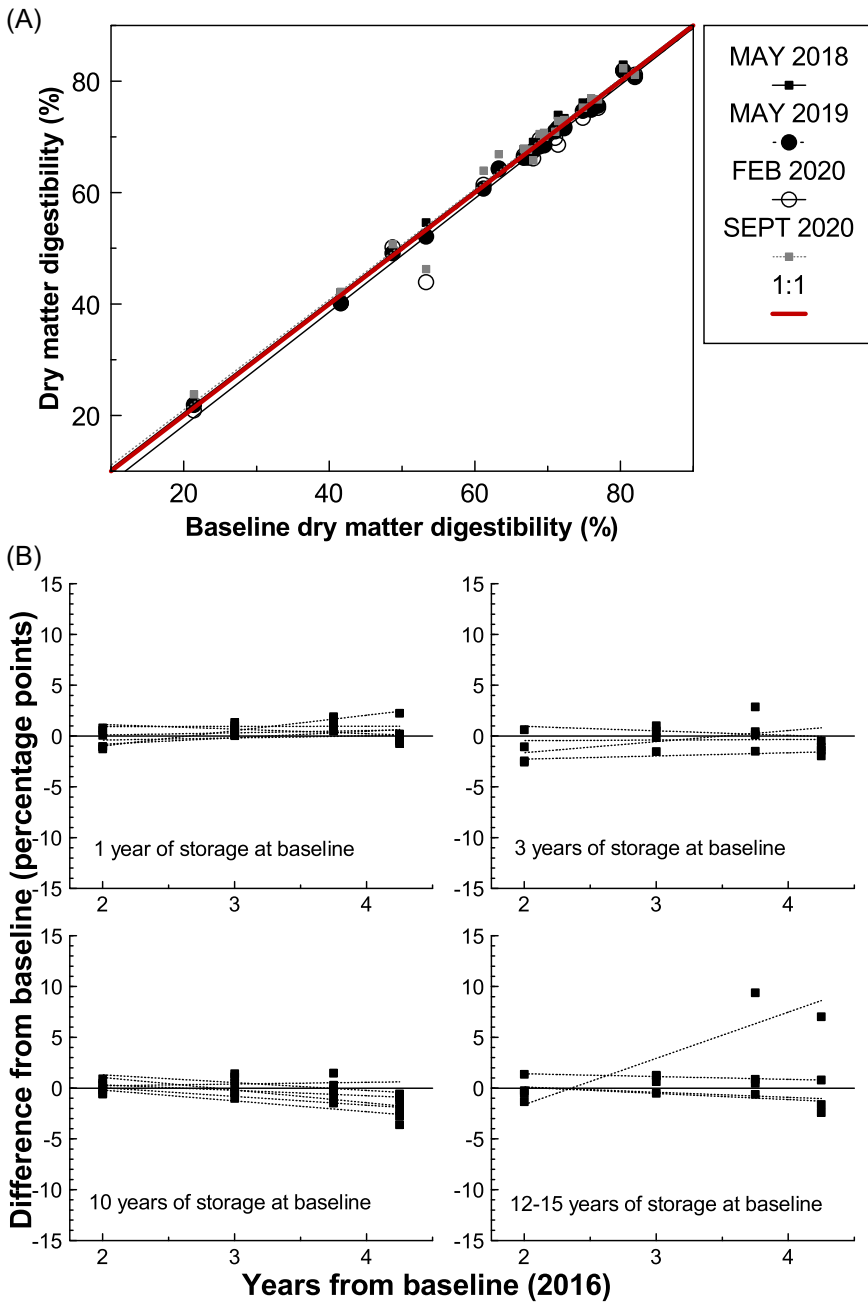 (A)
80
60
40
20
Dry matter digestibility (%)
20 40 60 80
Baseline dry matter digestibility (%)
MAY 2018
MAY 2019
FEB 2020
SEPT 2020
1:1
(B)
Difference from baseline (percentage points)
15
10
5
0
-5
-10
-15
1 year of storage at baseline
2 3 4
15
10
5
0
-5
-10
-15
3 years of storage at baseline
2 3 4
15
10
5
0
-5
-10
-15
10 years of storage at baseline
2 3 4
15
10
5
0
-5
-10
-15
12-15 years of storage at baseline
2 3 4
Years from baseline (2016)